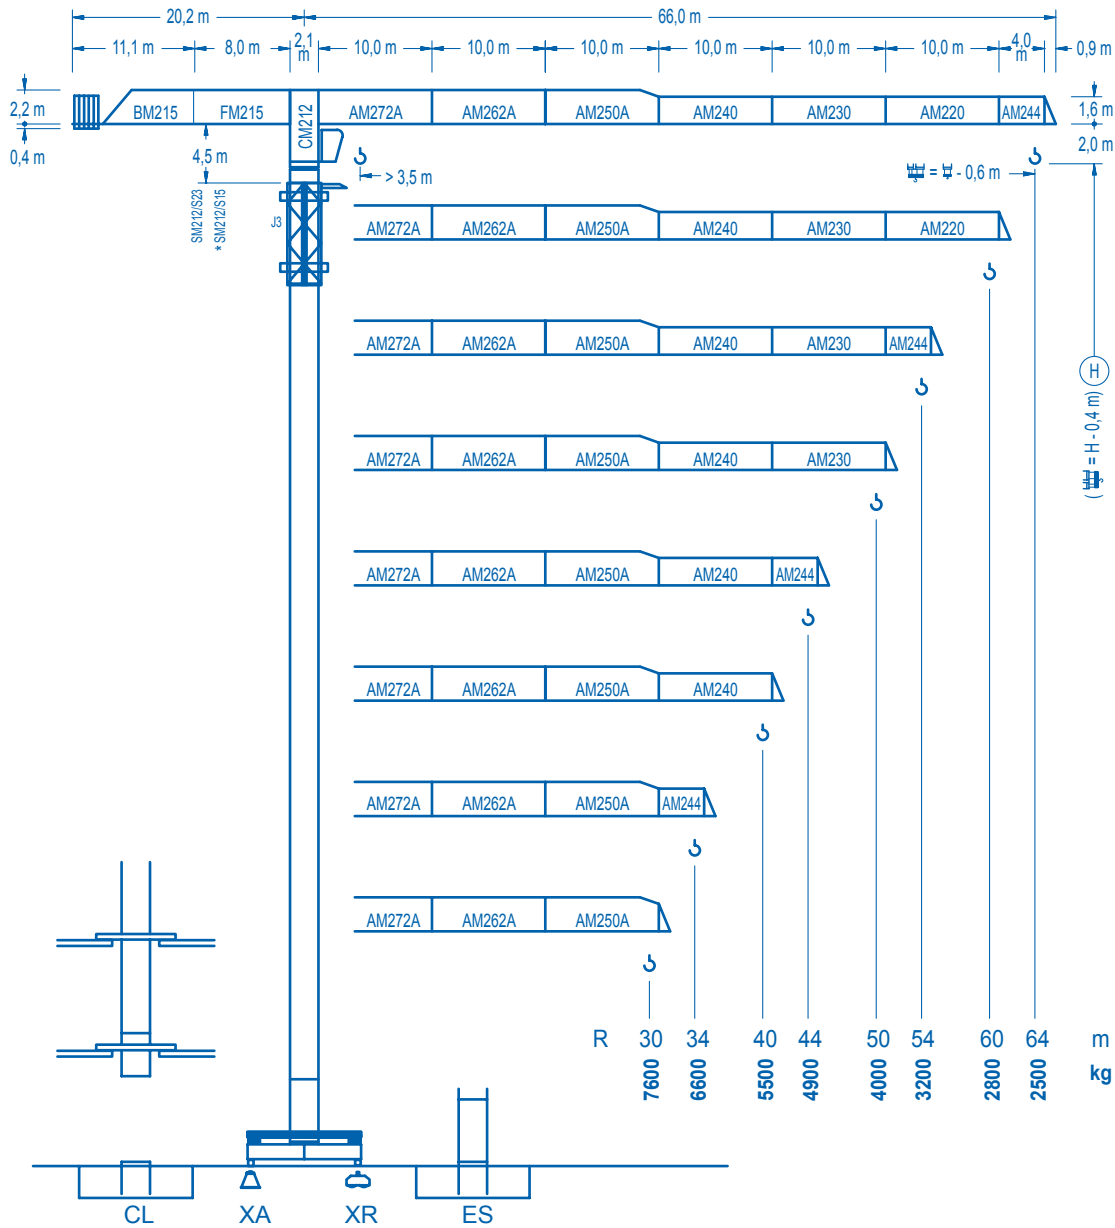 20,2 m
66,0 m
11,1 m
8,0 m
2,1 m
10,0 m
10,0 m
10,0 m
10,0 m
10,0 m
10,0 m
4,0 m
0,9 m
2,2 m
0,4 m
BM215
FM215
CM212
AM272A
AM262A
AM250A
AM240
AM230
AM220
AM244
1,6 m
2,0 m
4,5 m
> 3,5 m
= - 0,6 m
SM212/S23
* SM212/S15
J3
AM272A
AM262A
AM250A
AM240
AM230
AM220
AM272A
AM262A
AM250A
AM240
AM230
AM244
H
( = H - 0,4 m)
AM272A
AM262A
AM250A
AM240
AM230
AM272A
AM262A
AM250A
AM240
AM244
AM272A
AM262A
AM250A
AM240
AM272A
AM262A
AM250A
AM244
AM272A
AM262A
AM250A
R 30 34 40 44 50 54 60 64 m
7600 6600 5500 4900 4000 3200 2800 2500 kg
CL
XA
XR
ES